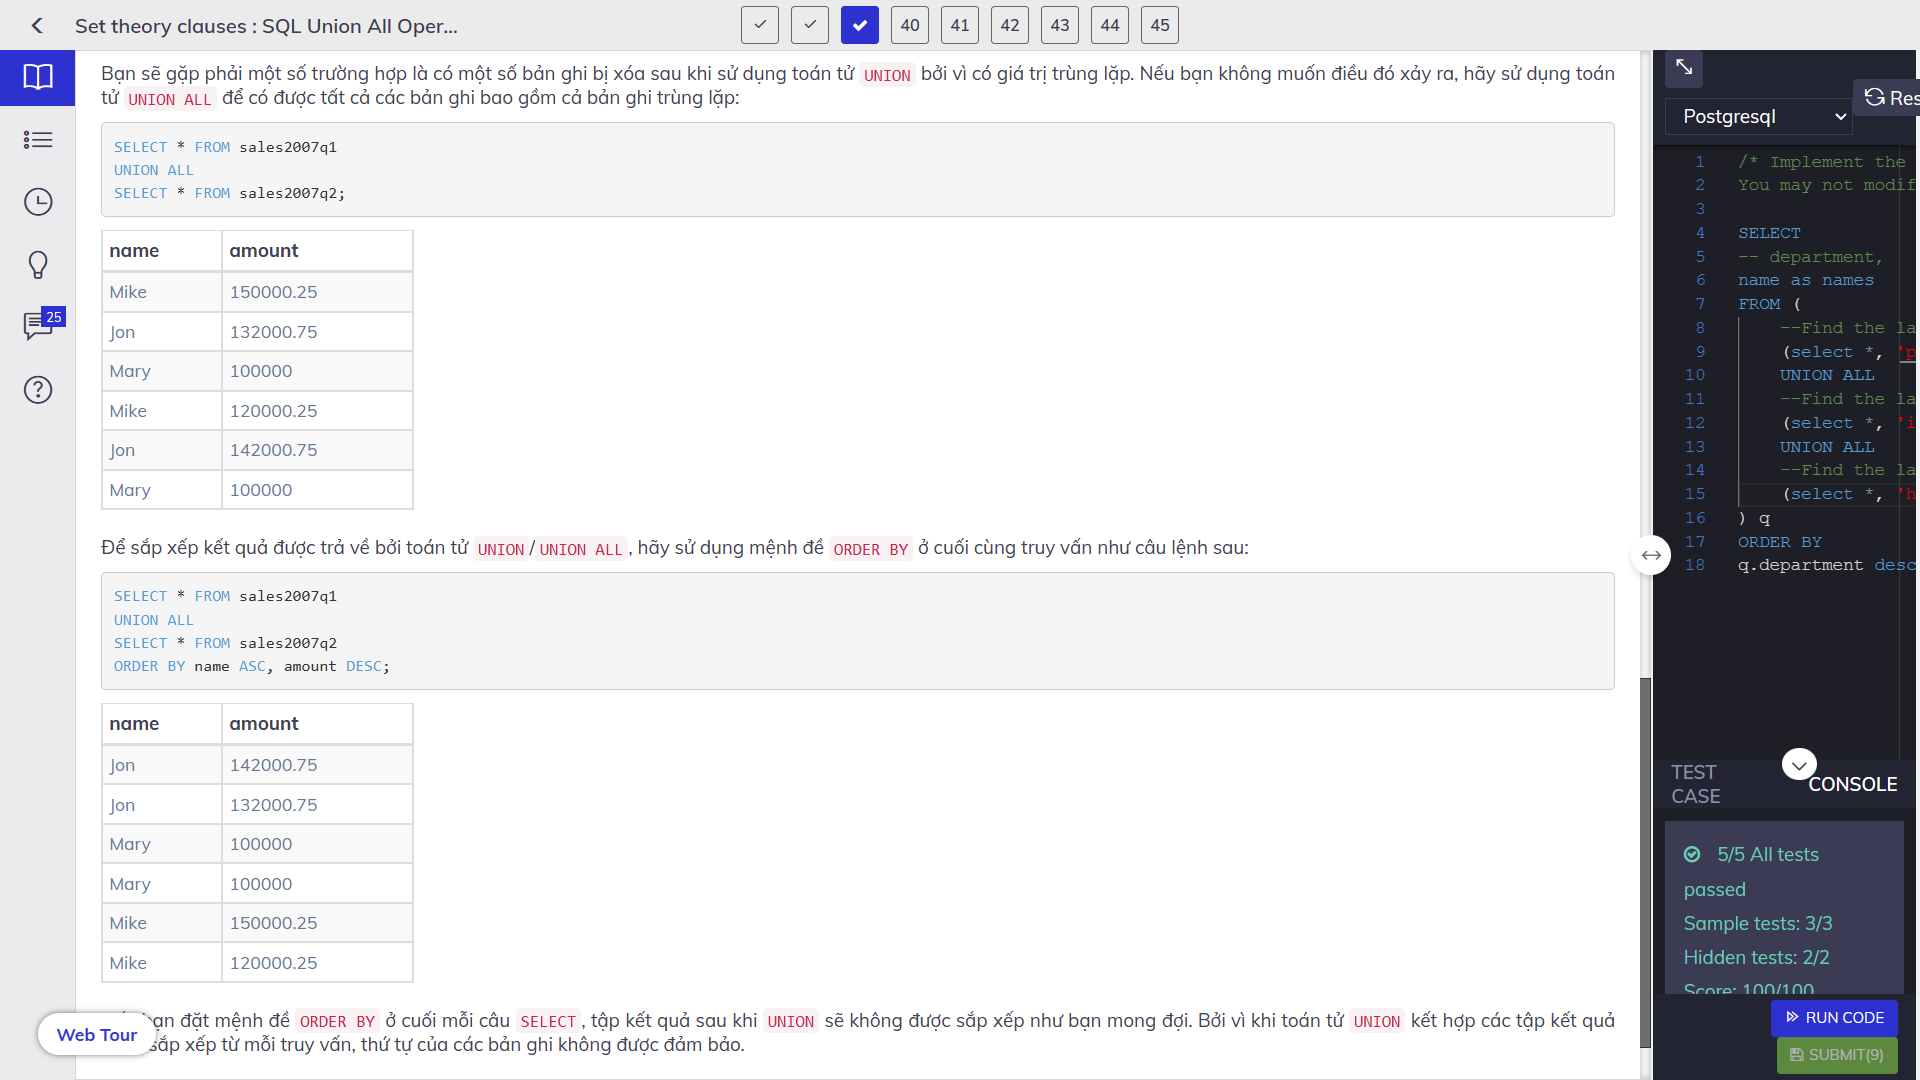 Set theory clauses : SQL Union All Oper...
40 41 42 43 44 45
Bạn sẽ gặp phải một số trường hợp là có một số bản ghi bị xóa sau khi sử dụng toán tử UNION bởi vì có giá trị trùng lặp. Nếu bạn không muốn điều đó xảy ra, hãy sử dụng toán
tử UNION ALL để có được tất cả các bản ghi bao gồm cả bản ghi trùng lặp:
SELECT * FROM sales2007q1
UNION ALL
SELECT * FROM sales2007q2;
name amount
Mike 150000.25
Jon 132000.75
Mary 100000
Mike 120000.25
Jon 142000.75
Mary 100000
Để sắp xếp kết quả được trả về bởi toán tử UNION/UNION ALL, hãy sử dụng mệnh đề ORDER BY ở cuối cùng truy vấn như câu lệnh sau:
SELECT * FROM sales2007q1
UNION ALL
SELECT * FROM sales2007q2
ORDER BY name ASC, amount DESC;
name amount
Jon 142000.75
Jon 132000.75
Mary 100000
Mary 100000
Mike 150000.25
Mike 120000.25
bạn đặt mệnh đề ORDER BY ở cuối mỗi câu SELECT, tập kết quả sau khi UNION sẽ không được sắp xếp như bạn mong đợi. Bởi vì khi toán tử UNION kết hợp các tập kết quả
sắp xếp từ mỗi truy vấn, thứ tự của các bản ghi không được đảm bảo.
25
Web Tour
Res
Postgresql
1 /* Implement the
2 You may not modif
3
4 SELECT
5 -- department,
6 name as names
7 FROM (
8 --Find the la
9 (select *, 'p
10 UNION ALL
11 --Find the la
12 (select *, 'i
13 UNION ALL
14 --Find the la
15 (select *, 'h
16 ) q
17 ORDER BY
18 q.department desc
TEST
CASE
CONSOLE
5/5 All tests
passed
Sample tests: 3/3
Hidden tests: 2/2
Score: 100/100
RUN CODE
SUBMIT(9)